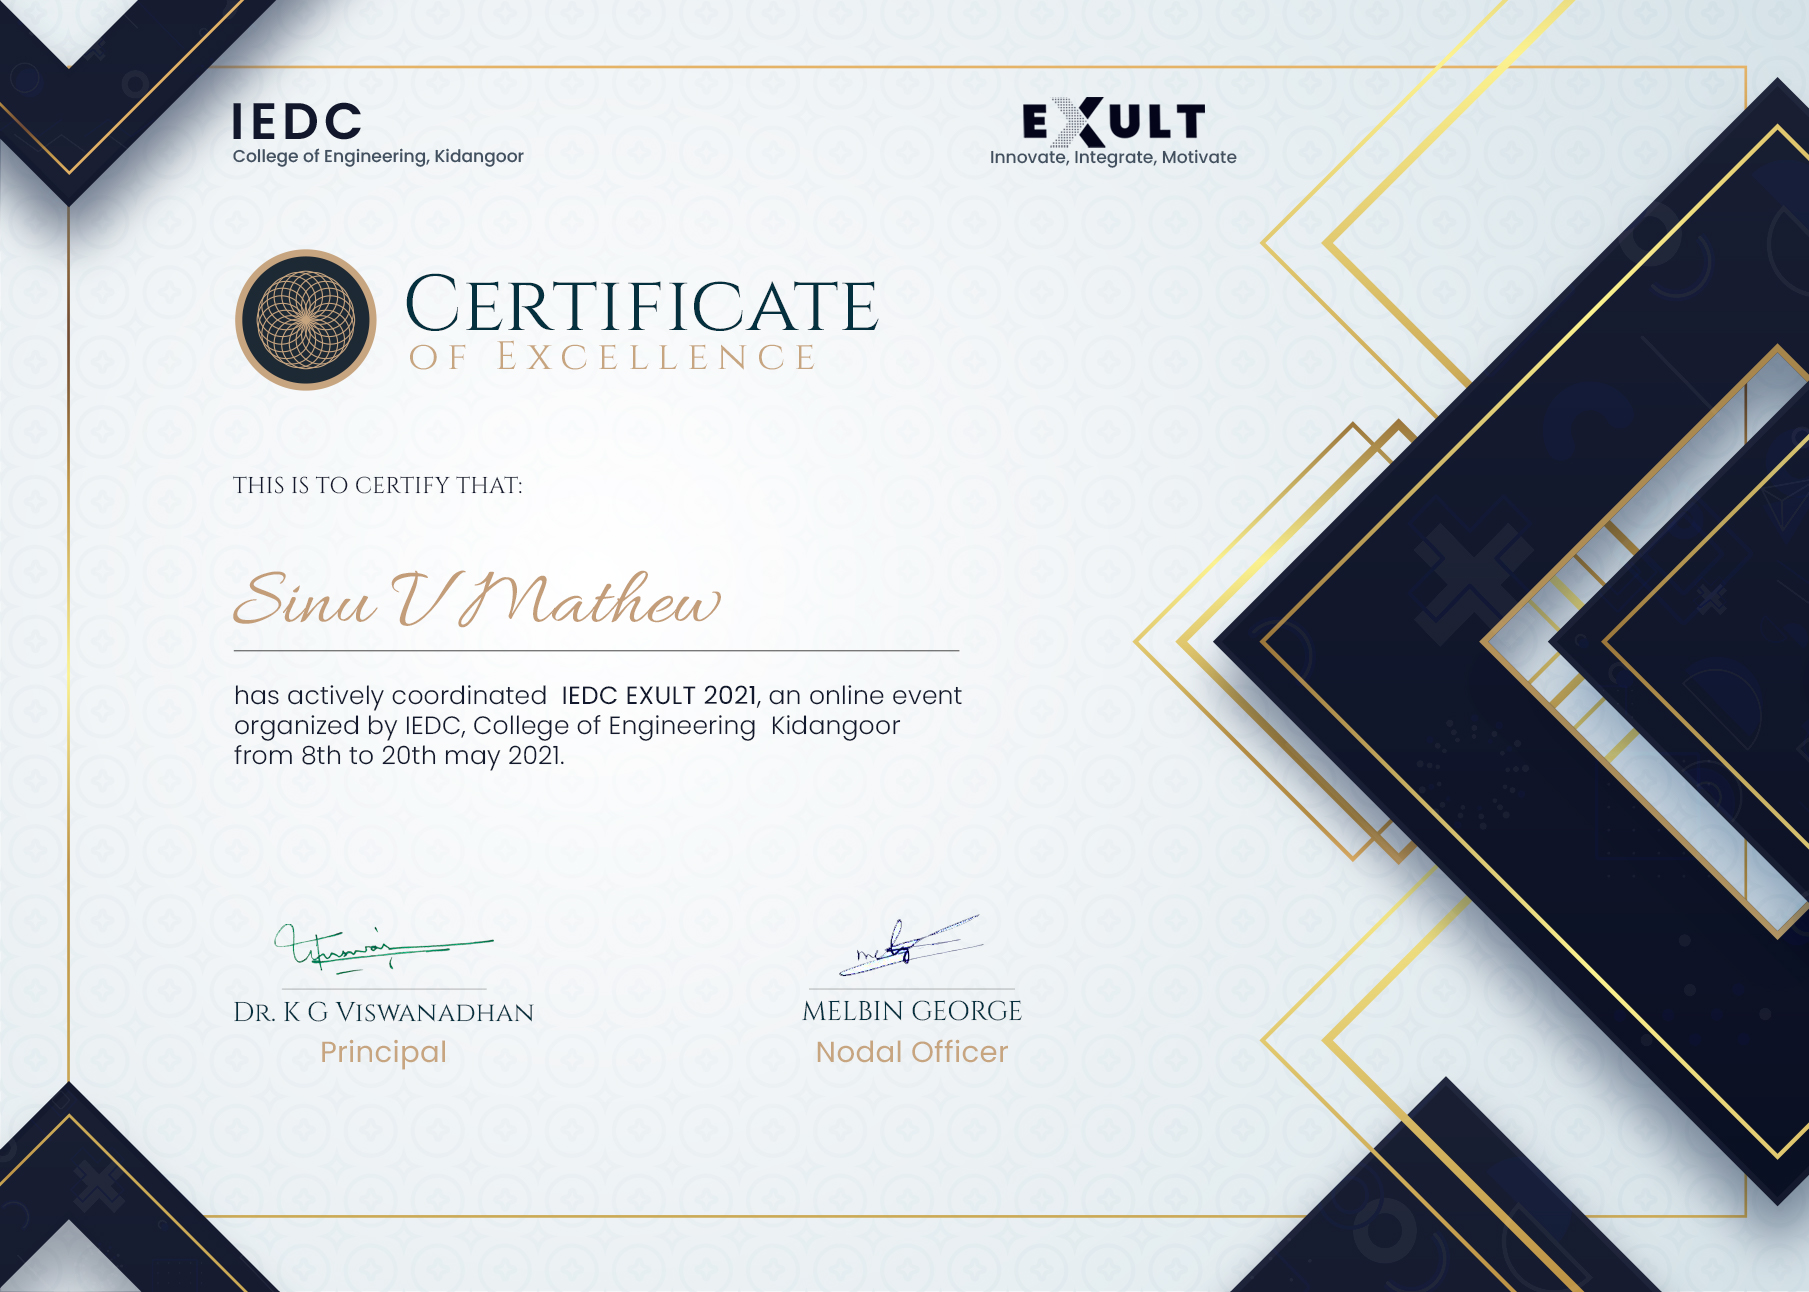 IEDC
College of Engineering, Kidangoor
EXULT
Innovate, Integrate, Motivate
CERTIFICATE
OF EXCELLENCE
THIS IS TO CERTIFY THAT:
Sinu V Mathew
has actively coordinated IEDC EXULT 2021, an online event
organized by IEDC, College of Engineering Kidangoor
from 8th to 20th may 2021.
DR. K G VISWANADHAN
Principal
MELBIN GEORGE
Nodal Officer